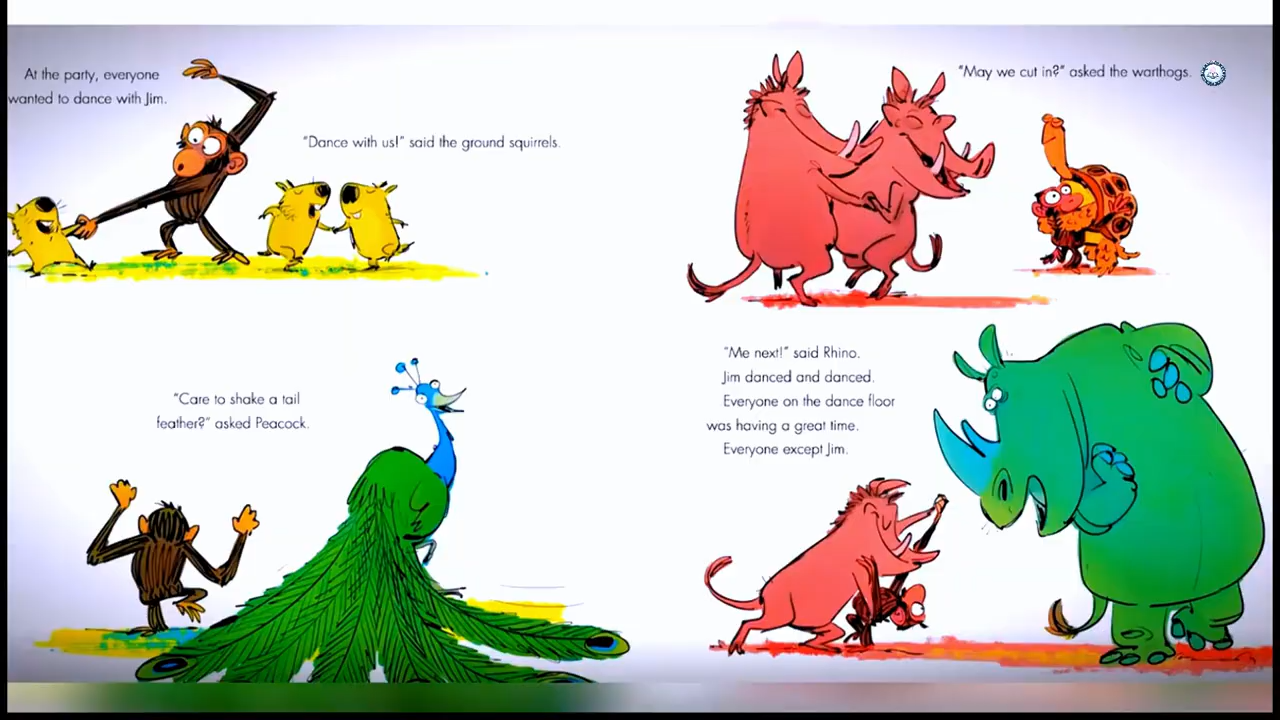 At the party, everyone
wanted to dance with Jim.
“Dance with us!” said the ground squirrels.
“Care to shake a tail
feather?” asked Peacock.
“May we cut in?” asked the warthogs.
“Me next!” said Rhino.
Jim danced and danced.
Everyone on the dance floor
was having a great time.
Everyone except Jim.